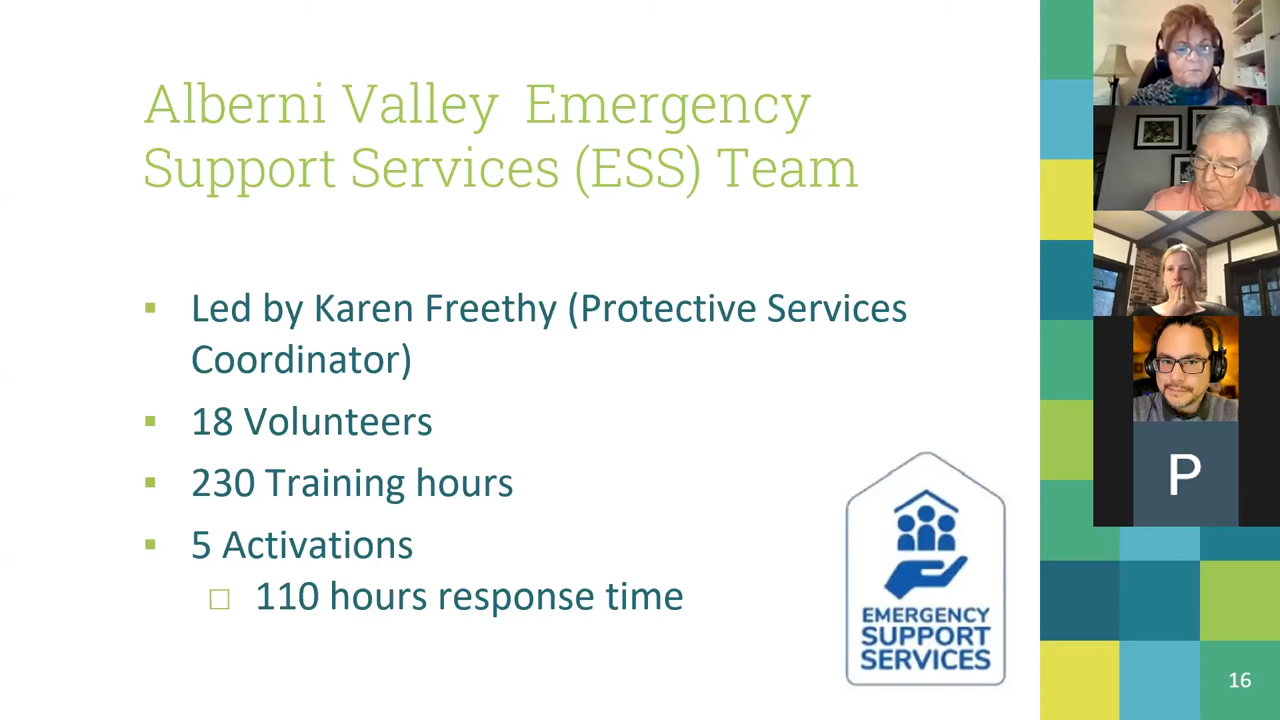 Alberni Valley Emergency
Support Services (ESS) Team
Led by Karen Freethy (Protective Services
Coordinator)
18 Volunteers
230 Training hours
5 Activations
110 hours response time
EMERGENCY
SUPPORT
SERVICES
P
16